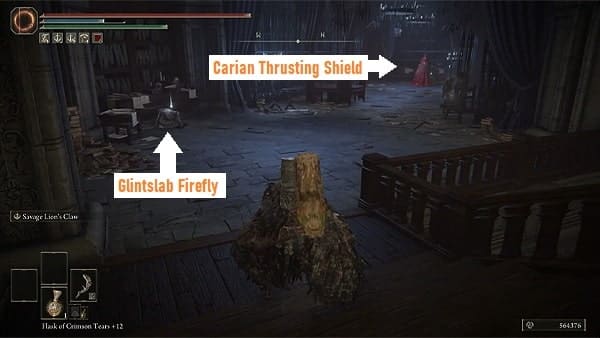 Carian Thrusting Shield
Glintslab Firefly
Savage Lion's Claw
Flask of Crimson Tears +12
564376